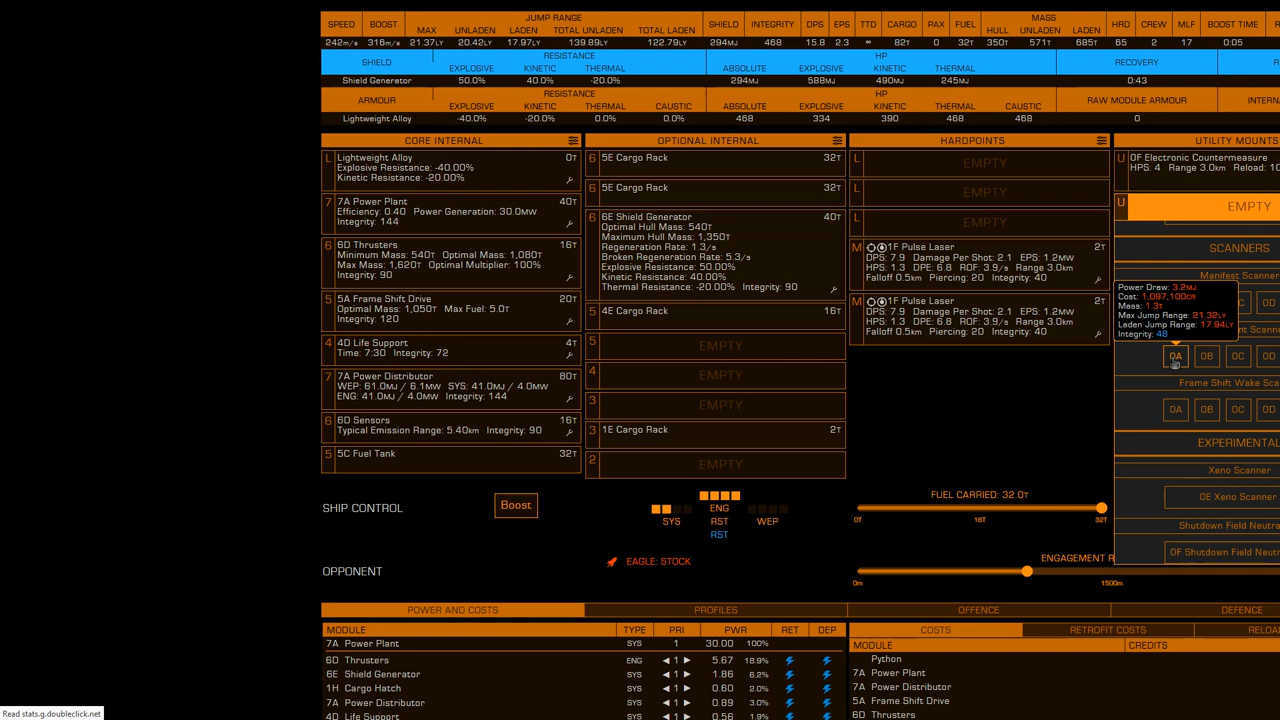 SPEED BOOST JUMP RANGE SHIELD INTEGRITY DPS EPS TTD CARGO PAX FUEL MASS HRD CREW MLF BOOST TIME
MAX UNLADEN LADEN TOTAL UNLADEN TOTAL LADEN HULL UNLADEN LADEN
242m/s 316m/s 21.37LY 20.42LY 17.97LY 139.89LY 122.79LY 294MJ 468 15.8 2.3 ∞ 82T 0 32T 350T 571T 685T 65 2 17 0:05
SHIELD RESISTANCE HP RECOVERY
EXPLOSIVE KINETIC THERMAL ABSOLUTE EXPLOSIVE KINETIC THERMAL
Shield Generator 50.0% 40.0% -20.0% 294MJ 588MJ 490MJ 245MJ 0:43
ARMOUR RESISTANCE HP RAW MODULE ARMOUR INTERN
EXPLOSIVE KINETIC THERMAL CAUSTIC ABSOLUTE EXPLOSIVE KINETIC THERMAL CAUSTIC
Lightweight Alloy -40.0% -20.0% 0.0% 0.0% 468 334 390 468 468 0
CORE INTERNAL
L Lightweight Alloy 0T
Explosive Resistance: -40.00%
Kinetic Resistance: -20.00%
7 7A Power Plant 40T
Efficiency: 0.40 Power Generation: 30.0MW
Integrity: 144
6 6D Thrusters 16T
Minimum Mass: 540T Optimal Mass: 1,080T
Max Mass: 1,620T Optimal Multiplier: 100%
Integrity: 90
5 5A Frame Shift Drive 20T
Optimal Mass: 1,050T Max Fuel: 5.0T
Integrity: 120
4 4D Life Support 4T
Time: 7:30 Integrity: 72
7 7A Power Distributor 80T
WEP: 61.0MJ / 6.1MW SYS: 41.0MJ / 4.0MW
ENG: 41.0MJ / 4.0MW Integrity: 144
6 6D Sensors 16T
Typical Emission Range: 5.40km Integrity: 90
5 5C Fuel Tank 32T
OPTIONAL INTERNAL
6 5E Cargo Rack 32T
6 5E Cargo Rack 32T
6 6E Shield Generator 40T
Optimal Hull Mass: 540T
Maximum Hull Mass: 1,350T
Regeneration Rate: 1.3/s
Broken Regeneration Rate: 5.3/s
Explosive Resistance: 50.00%
Kinetic Resistance: 40.00%
Thermal Resistance: -20.00% Integrity: 90
5 4E Cargo Rack 16T
5 EMPTY
4 EMPTY
3 EMPTY
3 1E Cargo Rack 2T
2 EMPTY
HARDPOINTS
L EMPTY
L EMPTY
L EMPTY
M 1F Pulse Laser 2T
DPS: 7.9 Damage Per Shot: 2.1 EPS: 1.2MW
HPS: 1.3 DPE: 6.8 ROF: 3.9/s Range 3.0km
Falloff 0.5km Piercing: 20 Integrity: 40
M 1F Pulse Laser 2T
DPS: 7.9 Damage Per Shot: 2.1 EPS: 1.2MW
HPS: 1.3 DPE: 6.8 ROF: 3.9/s Range 3.0km
Falloff 0.5km Piercing: 20 Integrity: 40
UTILITY MOUNTS
U 0F Electronic Countermeasure
HPS: 4 Range 3.0km Reload: 10
U EMPTY
SCANNERS
Manifest Scanner
Power Draw: 3.2MJ
Cost: 1,097,100CR
Mass: 1.3T
Max Jump Range: 21.32LY
Laden Jump Range: 17.94LY
Integrity: 48
0C 0D
0A 0B 0C 0D
Frame Shift Wake Sca
0A 0B 0C 0D
EXPERIMENTAL
Xeno Scanner
0E Xeno Scanner
Shutdown Field Neutra
0F Shutdown Field Neutr
SHIP CONTROL Boost
SYS ENG WEP
RST
RST
FUEL CARRIED: 32.0T
0T 16T 32T
OPPONENT EAGLE: STOCK
ENGAGEMENT R
0m 1500m
POWER AND COSTS PROFILES OFFENCE DEFENCE
MODULE TYPE PRI PWR RET DEP
7A Power Plant SYS 1 30.00 100%
6D Thrusters ENG 1 5.67 18.9%
6E Shield Generator SYS 1 1.86 6.2%
1H Cargo Hatch SYS 1 0.60 2.0%
7A Power Distributor SYS 1 0.89 3.0%
4D Life Support SYS 1 0.56 1.9%
COSTS RETROFIT COSTS RELOA
MODULE CREDITS
Python
7A Power Plant
7A Power Distributor
5A Frame Shift Drive
6D Thrusters
Read stats.g.doubleclick.net